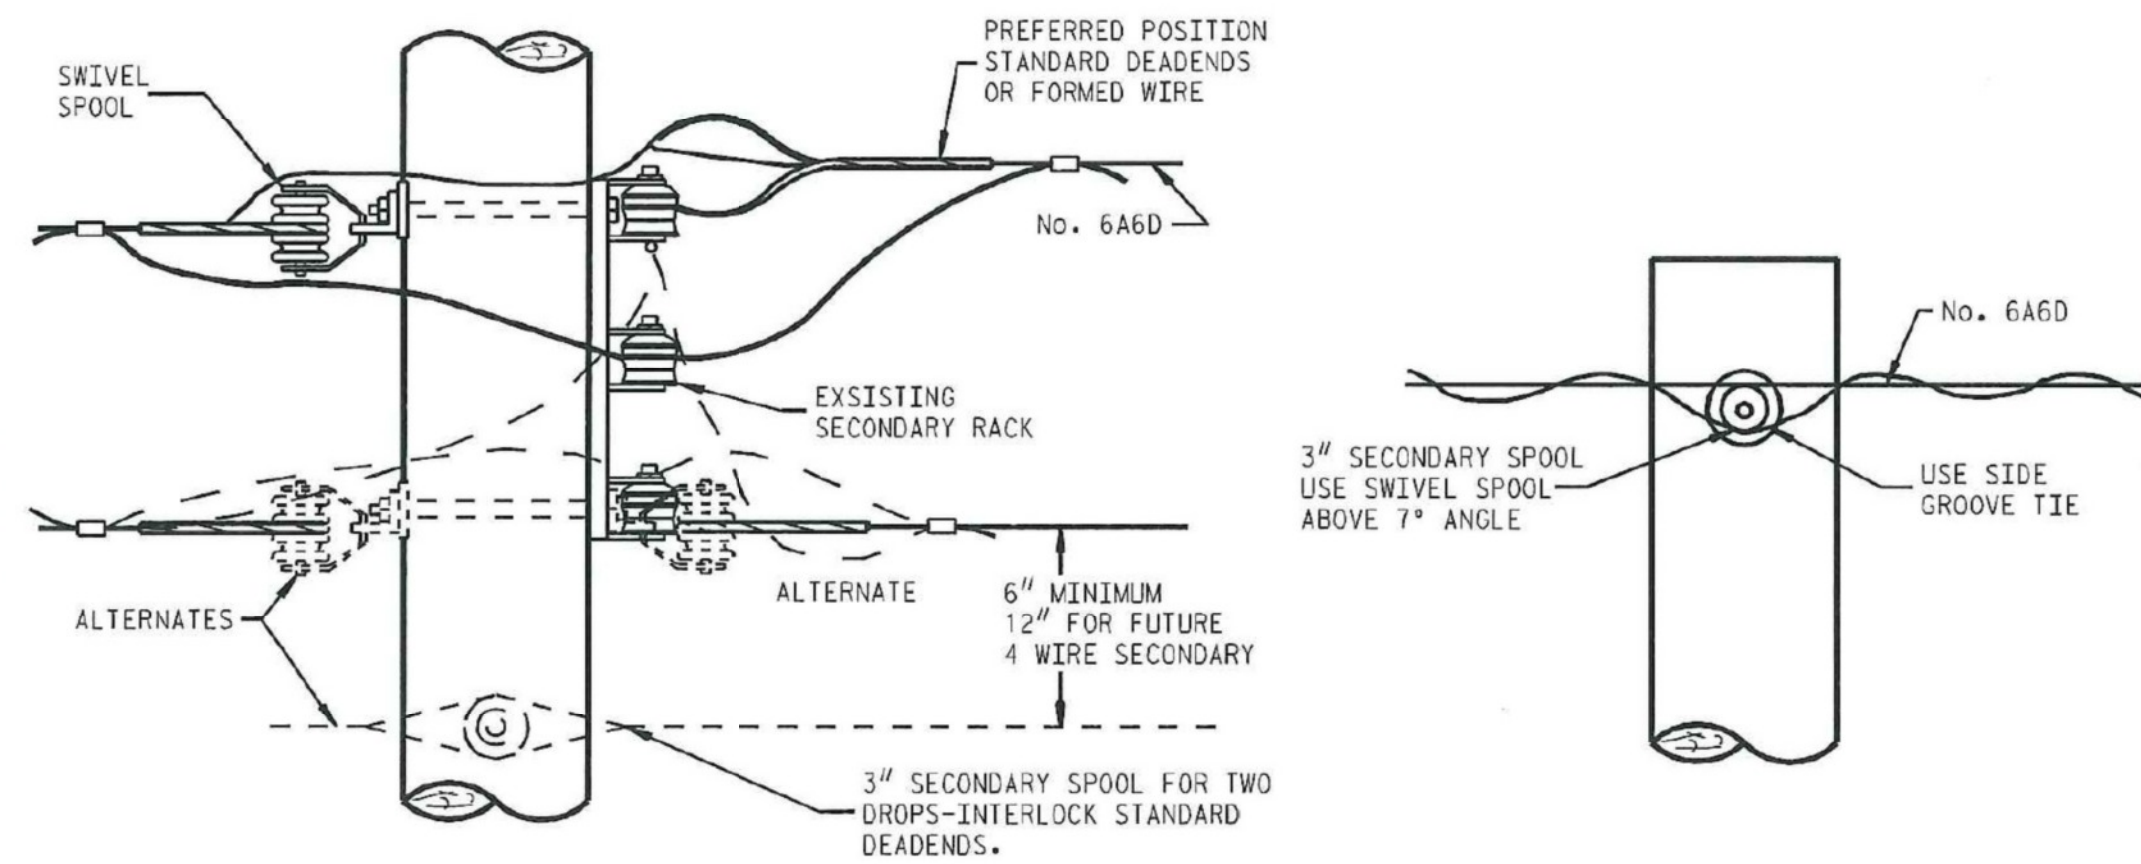 SWIVEL
SPOOL
PREFERRED POSITION
STANDARD DEADENDS
OR FORMED WIRE
No. 6A6D
EXSISTING
SECONDARY RACK
ALTERNATES
ALTERNATE
6" MINIMUM
12" FOR FUTURE
4 WIRE SECONDARY
3" SECONDARY SPOOL FOR TWO
DROPS-INTERLOCK STANDARD
DEADENDS.
No. 6A6D
3" SECONDARY SPOOL
USE SWIVEL SPOOL
ABOVE 7° ANGLE
USE SIDE
GROOVE TIE